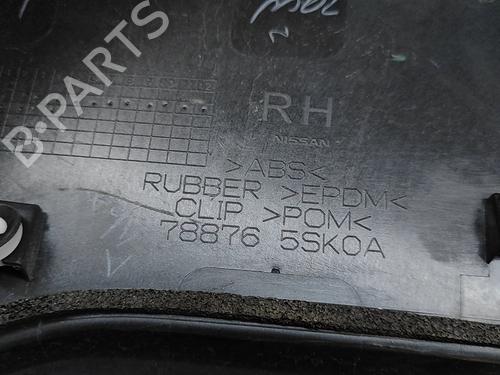 RH
NISSAN
>ABS<
RUBBER >EPDM<
CLIP >POM<
78876 5SK0A
B-PARTS